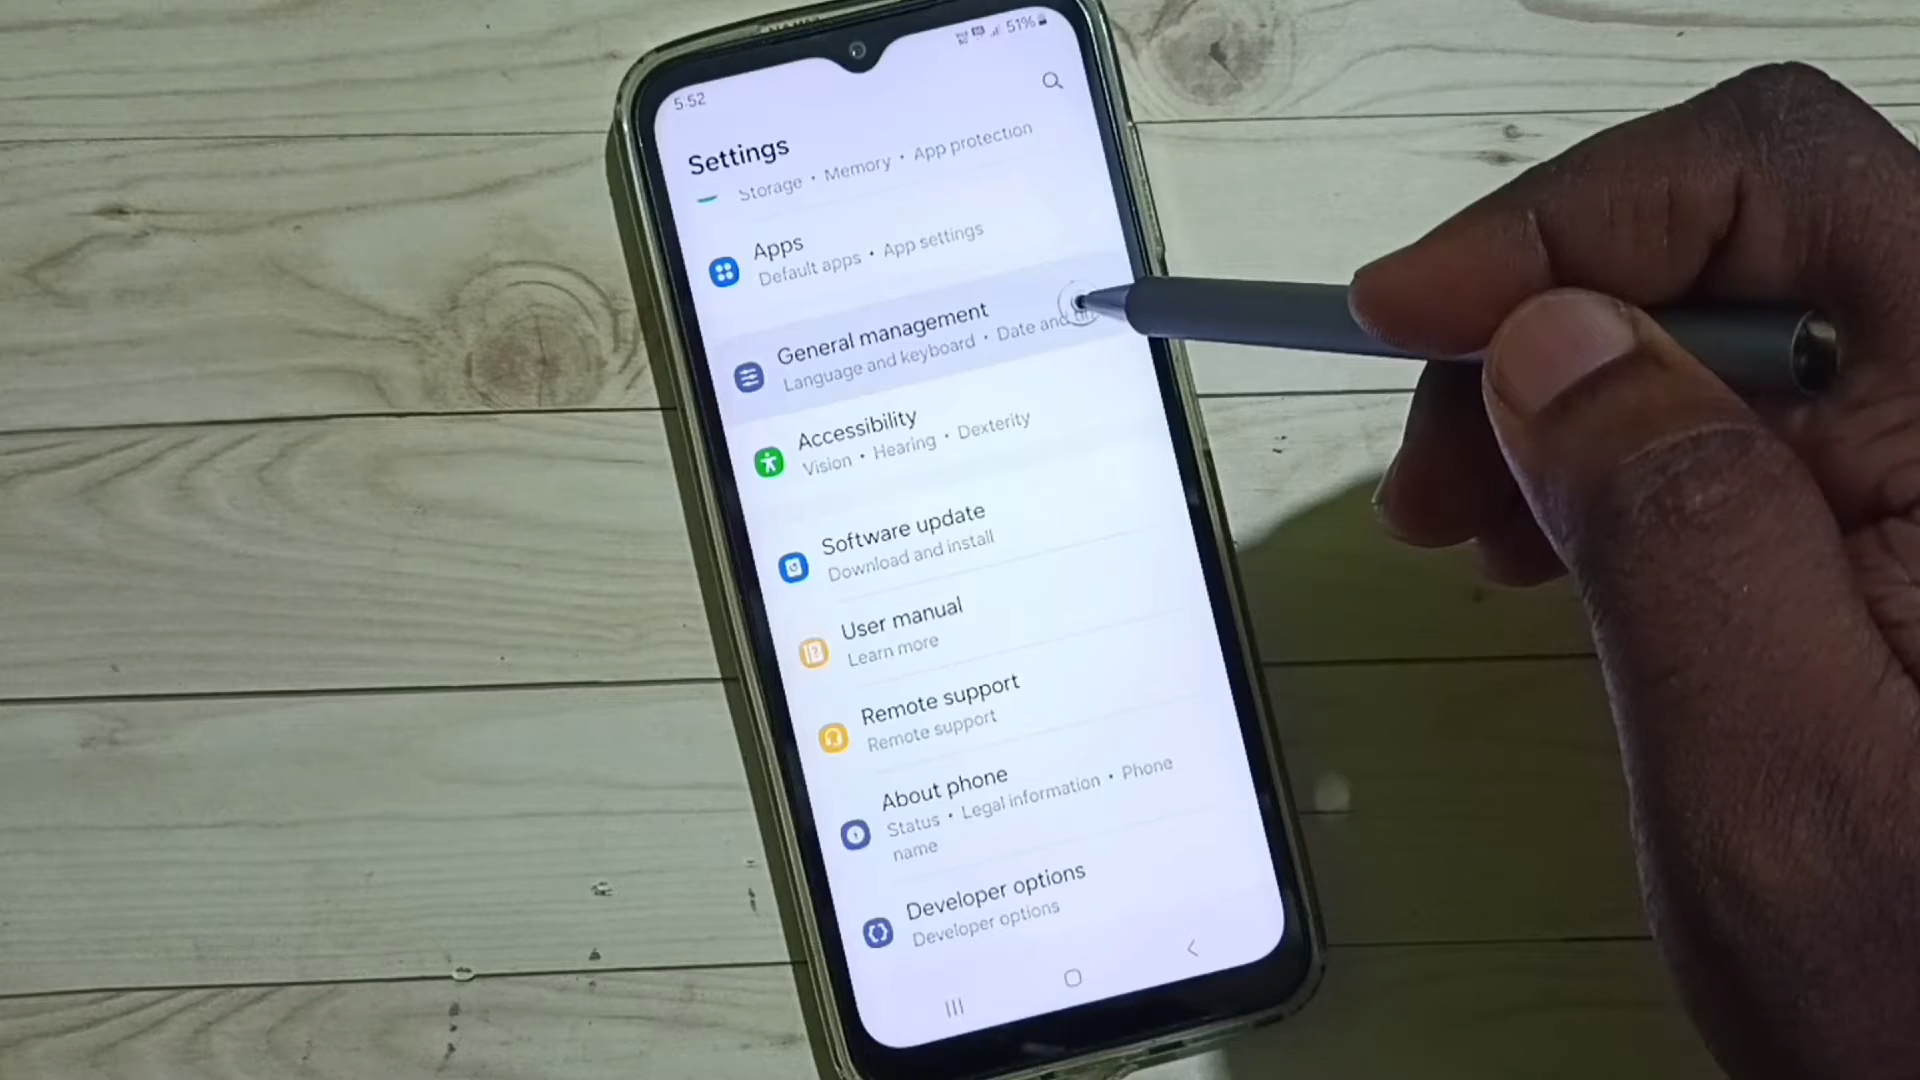 51%
5:52
Settings
Storage • Memory • App protection
Apps
Default apps • App settings
General management
Language and keyboard • Date and
Accessibility
Vision • Hearing • Dexterity
Software update
Download and install
User manual
Learn more
Remote support
Remote support
About phone
Status • Legal information • Phone
name
Developer options
Developer options